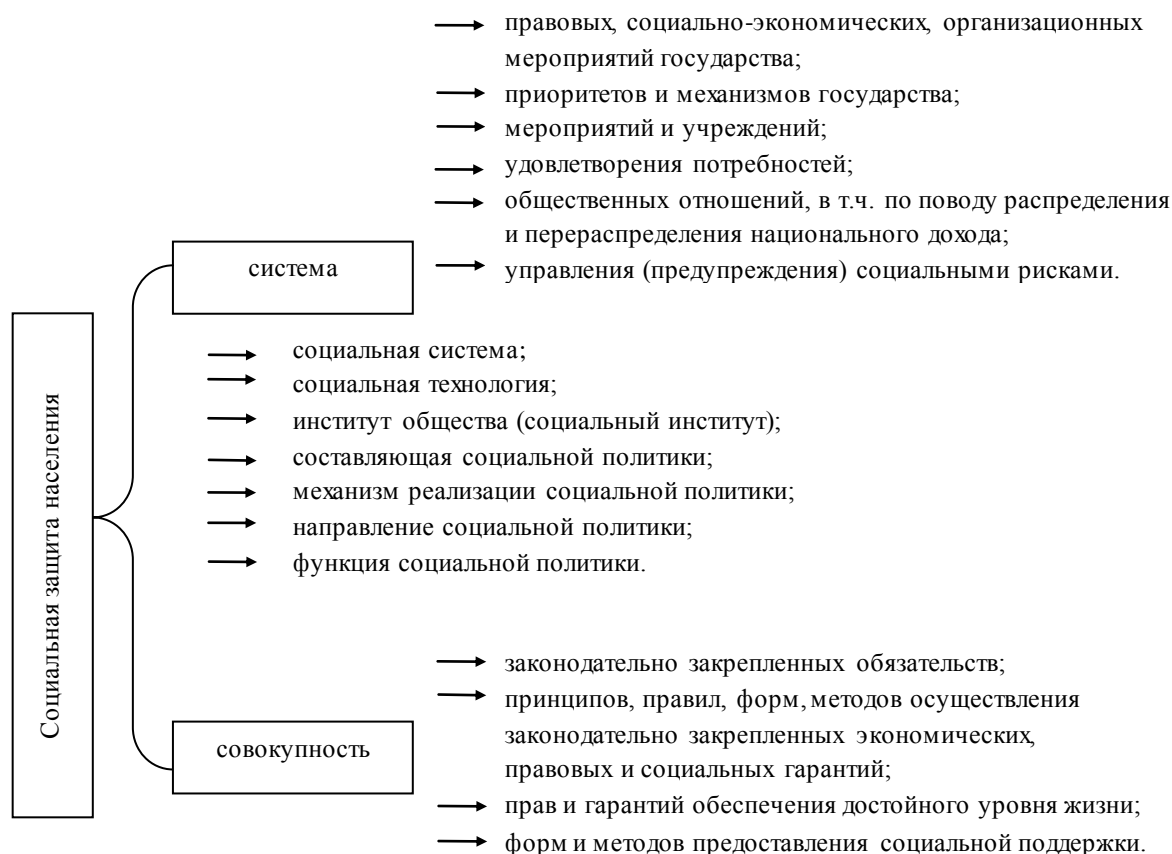 правовых, социально-экономических, организационных
мероприятий государства;
приоритетов и механизмов государства;
мероприятий и учреждений;
удовлетворения потребностей;
общественных отношений, в т.ч. по поводу распределения
и перераспределения национального дохода;
управления (предупреждения) социальными рисками.
система
социальная система;
социальная технология;
институт общества (социальный институт);
составляющая социальной политики;
механизм реализации социальной политики;
направление социальной политики;
функция социальной политики.
Социальная защита населения
законодательно закрепленных обязательств;
принципов, правил, форм, методов осуществления
законодательно закрепленных экономических,
правовых и социальных гарантий;
прав и гарантий обеспечения достойного уровня жизни;
форм и методов предоставления социальной поддержки.
совокупность